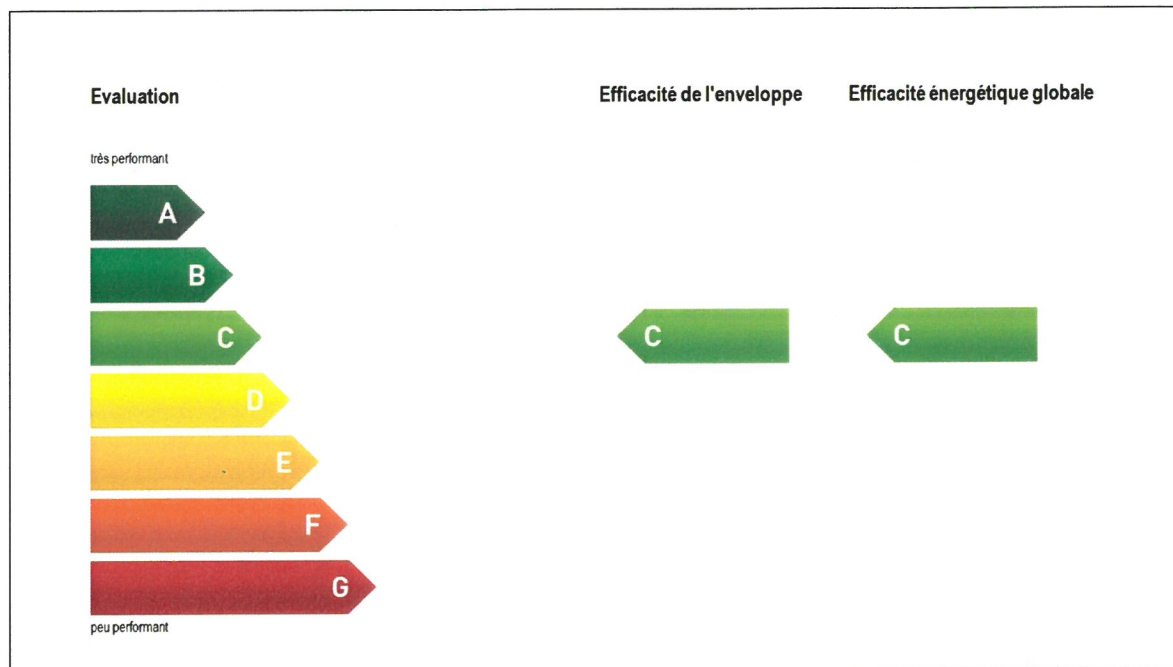 Evaluation
Efficacité de l'enveloppe
Efficacité énergétique globale
très performant
A
B
C
C
C
D
E
F
G
peu performant